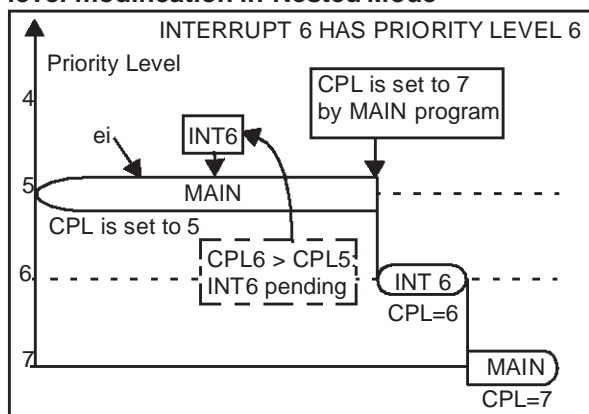 level modification in Nested Mode
INTERRUPT 6 HAS PRIORITY LEVEL 6
Priority Level
CPL is set to 7
by MAIN program
4
ei
INT6
5
MAIN
CPL is set to 5
CPL6 > CPL5:
INT6 pending
6
INT 6
CPL=6
7
MAIN
CPL=7